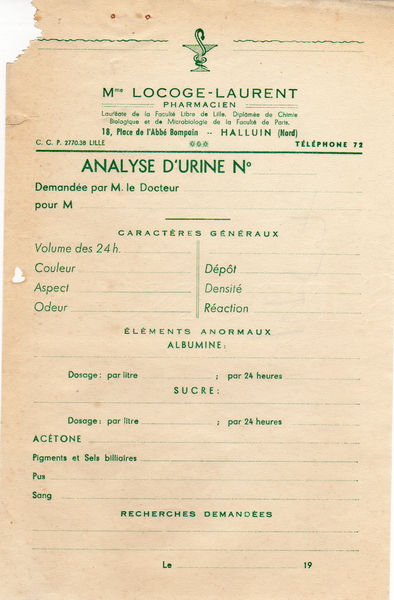 Mme LOCOGE-LAURENT
PHARMACIEN
Lauréate de la Faculté Libre de Lille. Diplômée de Chimie
Biologique et de Microbiologie de la Faculté de Paris.
18, Place de l'Abbé Bompain -- HALLUIN (Nord)
C. C. P. 2770.38 LILLE *** TÉLÉPHONE 72
ANALYSE D'URINE No
Demandée par M. le Docteur
pour M
CARACTÈRES GÉNÉRAUX
Volume des 24 h.
Couleur Dépôt
Aspect Densité
Odeur Réaction
ÉLÉMENTS ANORMAUX
ALBUMINE:
Dosage: par litre ; par 24 heures
SUCRE:
Dosage: par litre ; par 24 heures
ACÉTONE
Pigments et Sels billiaires
Pus
Sang
RECHERCHES DEMANDÉES
Le 19